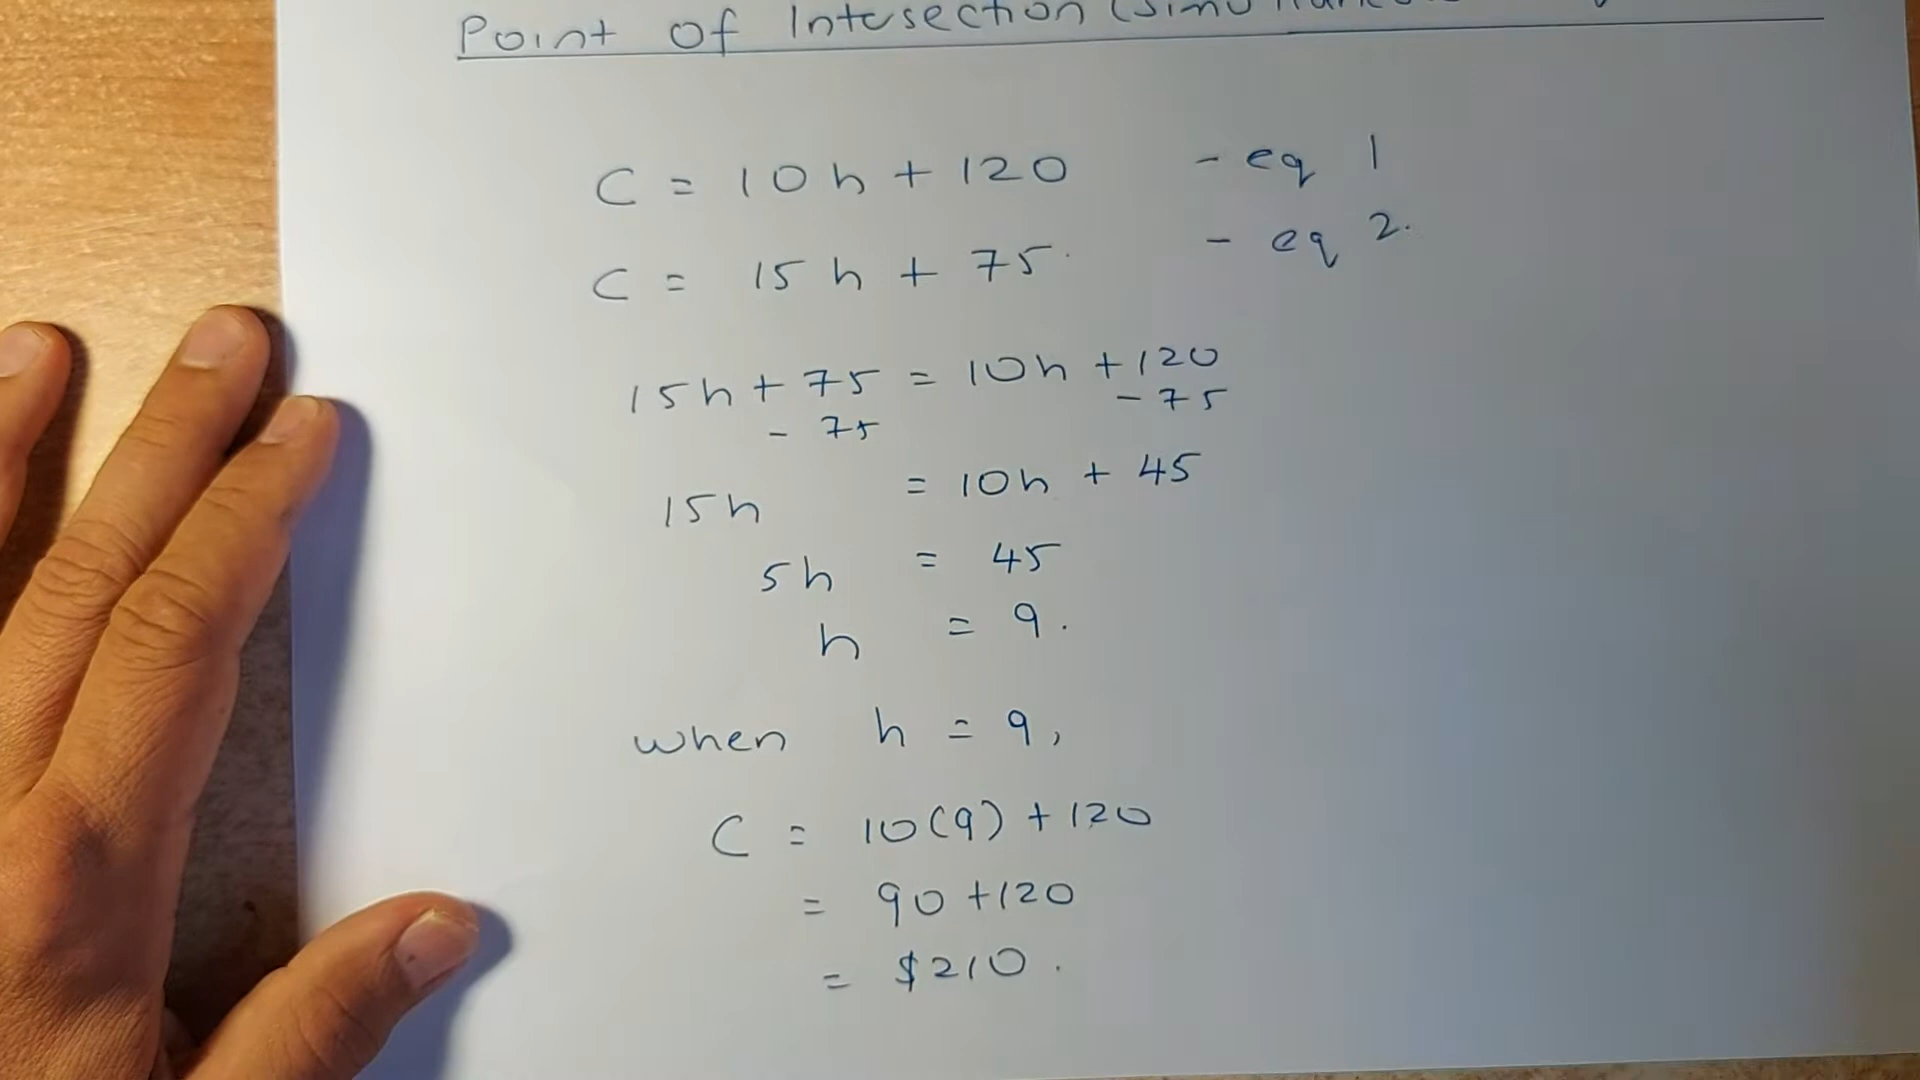 Point of Intersection
C = 10h + 120 - eq 1
C = 15h + 75. - eq 2.
15h + 75 = 10h + 120
- 75 - 75
15h = 10h + 45
5h = 45
h = 9.
when h = 9,
C = 10(9) + 120
= 90 + 120
= $210.